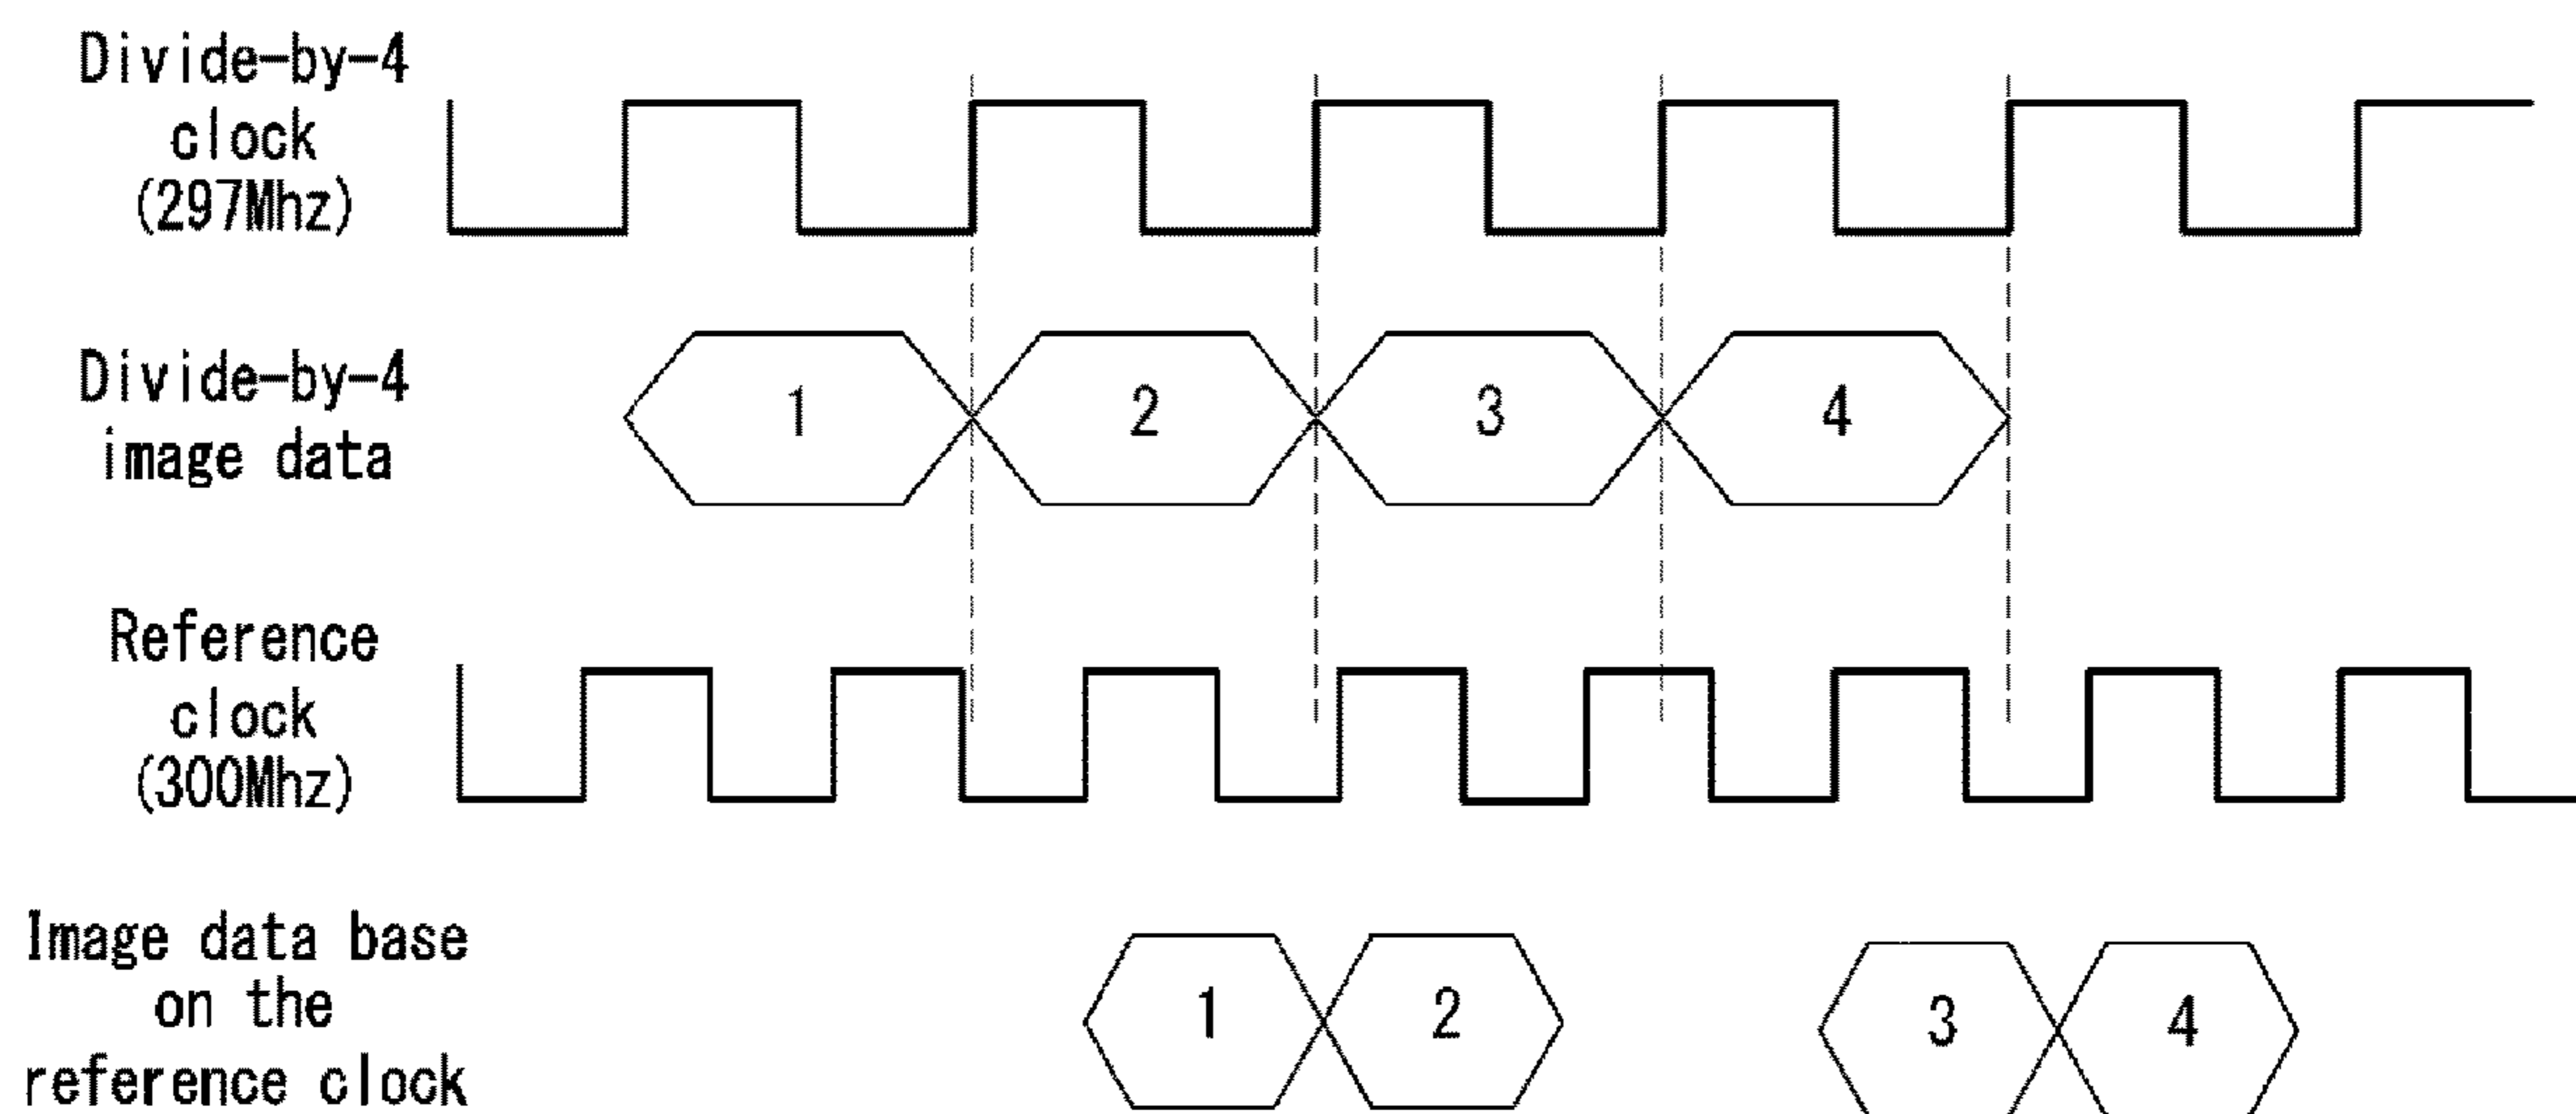 Divide-by-4
clock
(297Mhz)
Divide-by-4
image data
1 2 3 4
Reference
clock
(300Mhz)
Image data base
on the
reference clock
1 2 3 4